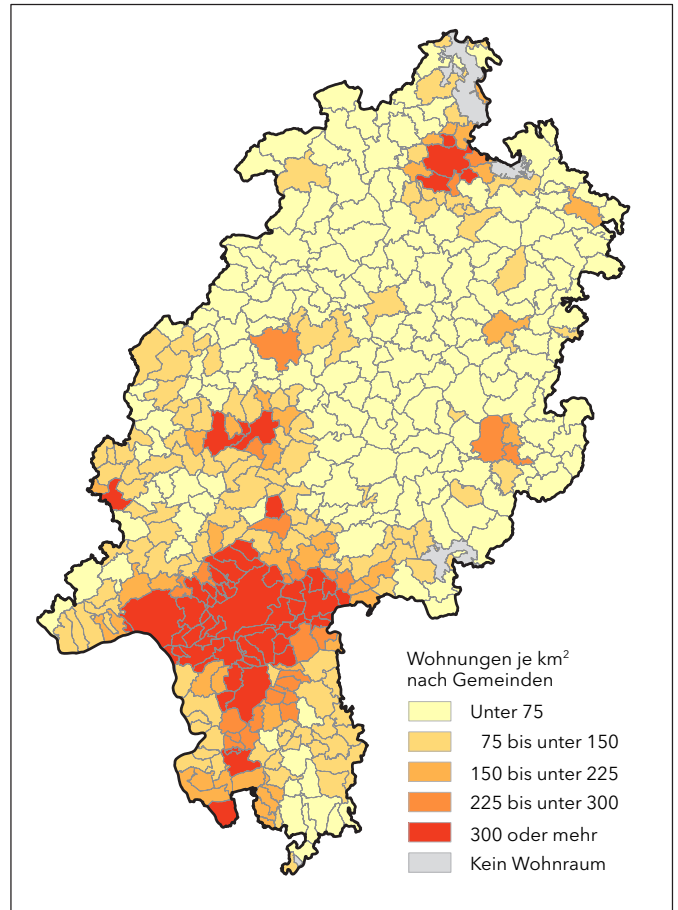 Wohnungen je km²
nach Gemeinden
Unter 75
75 bis unter 150
150 bis unter 225
225 bis unter 300
300 oder mehr
Kein Wohnraum